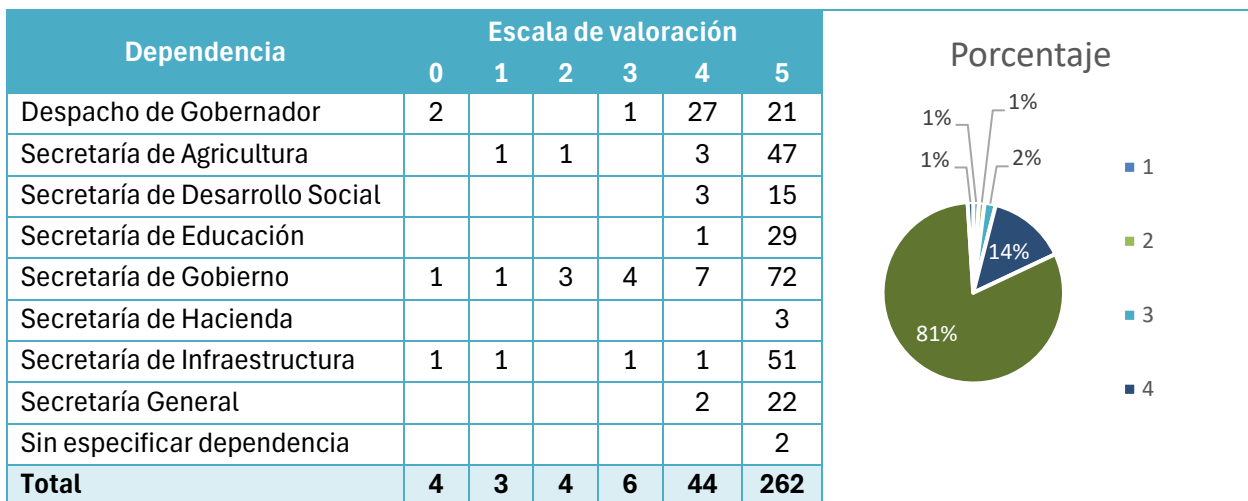 Dependencia Escala de valoración
0 1 2 3 4 5
Despacho de Gobernador 2 1 27 21
Secretaría de Agricultura 1 1 3 47
Secretaría de Desarrollo Social 3 15
Secretaría de Educación 1 29
Secretaría de Gobierno 1 1 3 4 7 72
Secretaría de Hacienda 3
Secretaría de Infraestructura 1 1 1 1 51
Secretaría General 2 22
Sin especificar dependencia 2
Total 4 3 4 6 44 262
Porcentaje
1%
1%
1%
2%
14%
81%
1
2
3
4